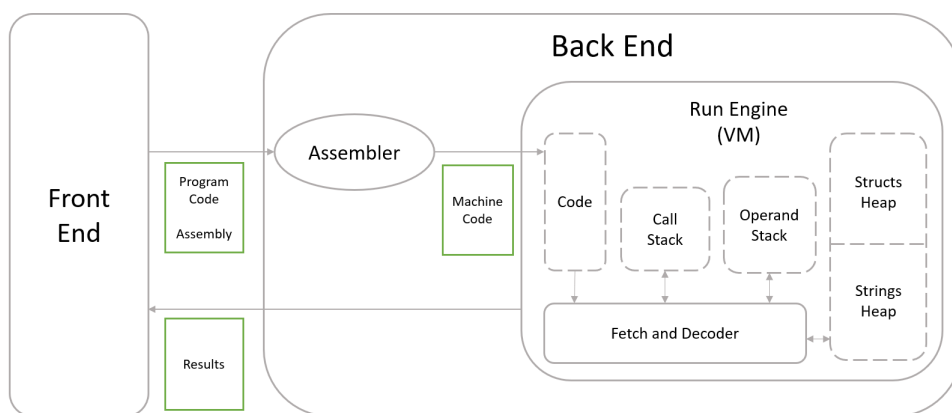 Back End
Run Engine
(VM)
Front
End
Program
Code
Assembly
Assembler
Machine
Code
Code
Call
Stack
Operand
Stack
Structs
Heap
Strings
Heap
Fetch and Decoder
Results